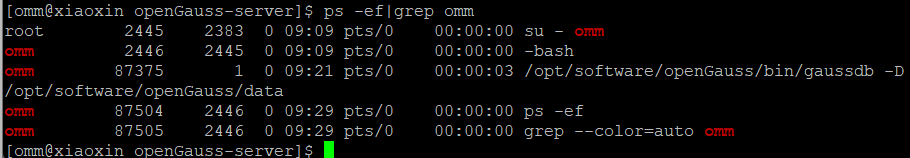 [omm@xiaoxin openGauss-server]$ ps -ef|grep omm
root        2445    2383  0 09:09 pts/0    00:00:00 su - omm
omm         2446    2445  0 09:09 pts/0    00:00:00 -bash
omm        87375       1  0 09:21 pts/0    00:00:03 /opt/software/openGauss/bin/gaussdb -D
/opt/software/openGauss/data
omm        87504    2446  0 09:29 pts/0    00:00:00 ps -ef
omm        87505    2446  0 09:29 pts/0    00:00:00 grep --color=auto omm
[omm@xiaoxin openGauss-server]$